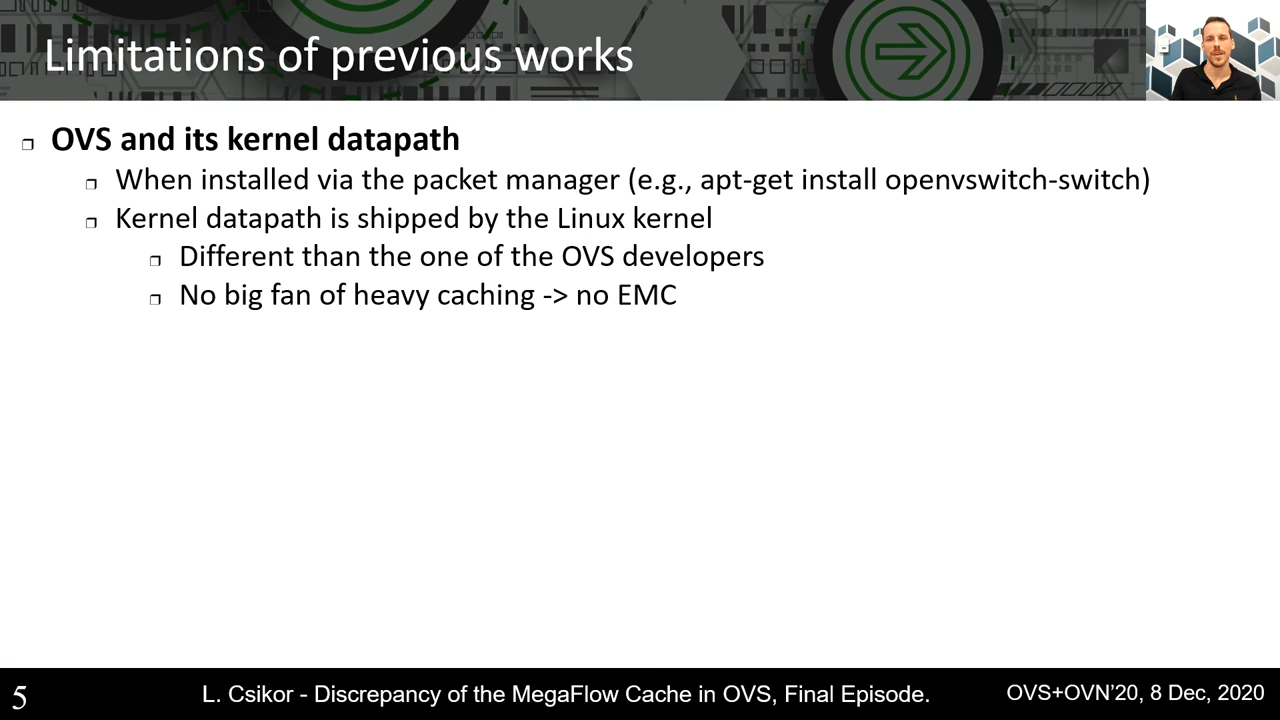 Limitations of previous works
OVS and its kernel datapath
When installed via the packet manager (e.g., apt-get install openvswitch-switch)
Kernel datapath is shipped by the Linux kernel
Different than the one of the OVS developers
No big fan of heavy caching -> no EMC
5
L. Csikor - Discrepancy of the MegaFlow Cache in OVS, Final Episode.
OVS+OVN’20, 8 Dec, 2020